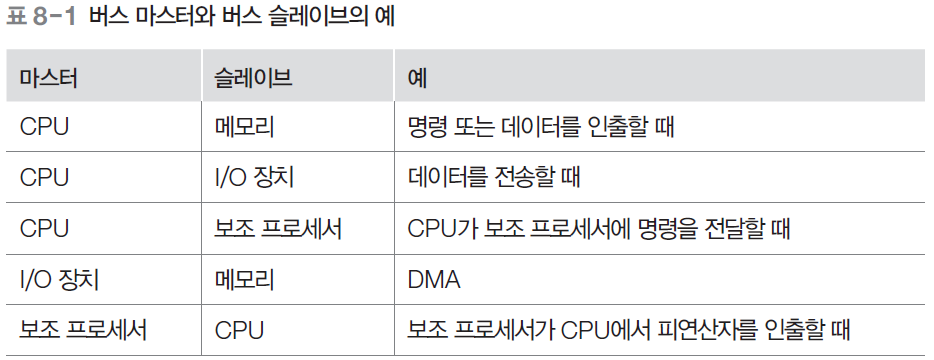 표 8-1 버스 마스터와 버스 슬레이브의 예
마스터 슬레이브 예
CPU 메모리 명령 또는 데이터를 인출할 때
CPU I/O 장치 데이터를 전송할 때
CPU 보조 프로세서 CPU가 보조 프로세서에 명령을 전달할 때
I/O 장치 메모리 DMA
보조 프로세서 CPU 보조 프로세서가 CPU에서 피연산자를 인출할 때